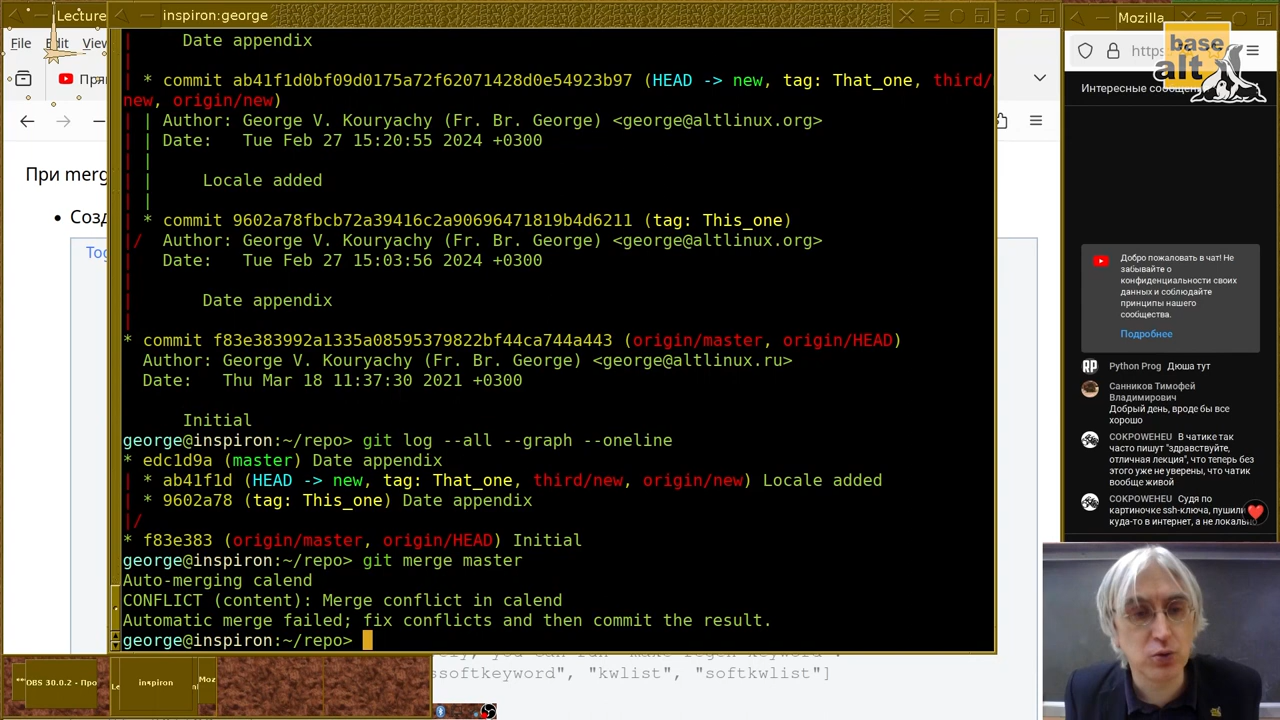 Lecture
inspiron:george
Mozilla
File Edit View
При merg
Созд
Tog
Date appendix
* commit ab41f1d0bf09d0175a72f62071428d0e54923b97 (HEAD -> new, tag: That_one, third/
new, origin/new)
| | Author: George V. Kouryachy (Fr. Br. George) <george@altlinux.org>
| | Date:   Tue Feb 27 15:20:55 2024 +0300
| |
| |     Locale added
| |
| * commit 9602a78fbcb72a39416c2a90696471819b4d6211 (tag: This_one)
|/  Author: George V. Kouryachy (Fr. Br. George) <george@altlinux.org>
|   Date:   Tue Feb 27 15:03:56 2024 +0300
|
|       Date appendix
|
* commit f83e383992a1335a08595379822bf44ca744a443 (origin/master, origin/HEAD)
Author: George V. Kouryachy (Fr. Br. George) <george@altlinux.ru>
Date:   Thu Mar 18 11:37:30 2021 +0300
Initial
george@inspiron:~/repo> git log --all --graph --oneline
* edc1d9a (master) Date appendix
| * ab41f1d (HEAD -> new, tag: That_one, third/new, origin/new) Locale added
| * 9602a78 (tag: This_one) Date appendix
|/
* f83e383 (origin/master, origin/HEAD) Initial
george@inspiron:~/repo> git merge master
Auto-merging calend
CONFLICT (content): Merge conflict in calend
Automatic merge failed; fix conflicts and then commit the result.
george@inspiron:~/repo>
softkeyword", "kwlist", "softkwlist"]
OBS 30.0.2 - Про
inspiron
Moz
https
base
alt
Интересные сообщен
Добро пожаловать в чат! Не
забывайте о
конфиденциальности своих
данных и соблюдайте
принципы нашего
сообщества.
Подробнее
Python Prog Дюша тут
Санников Тимофей
Владимирович
Добрый день, вроде бы все
хорошо
COKPOWEHEU В чатике так
часто пишут "здравствуйте,
отличная лекция", что теперь без
этого уже не уверены, что чатик
вообще живой
COKPOWEHEU Судя по
картиночке ssh-ключа, пушили
куда-то в интернет, а не локально